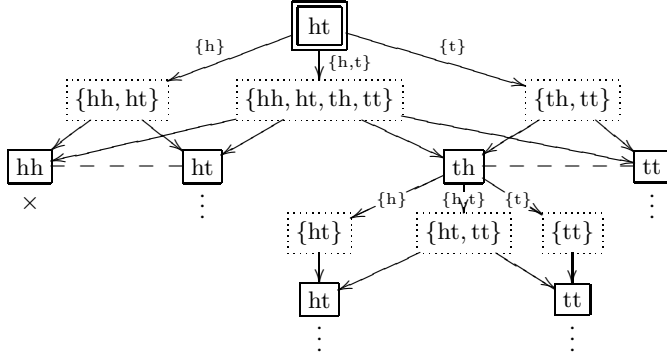 ht
{h} {h,t} {t}
{hh, ht} {hh, ht, th, tt} {th, tt}
hh ht th tt
× ⋮ {h} {h,t} {t} ⋮
{ht} {ht, tt} {tt}
ht tt
⋮ ⋮